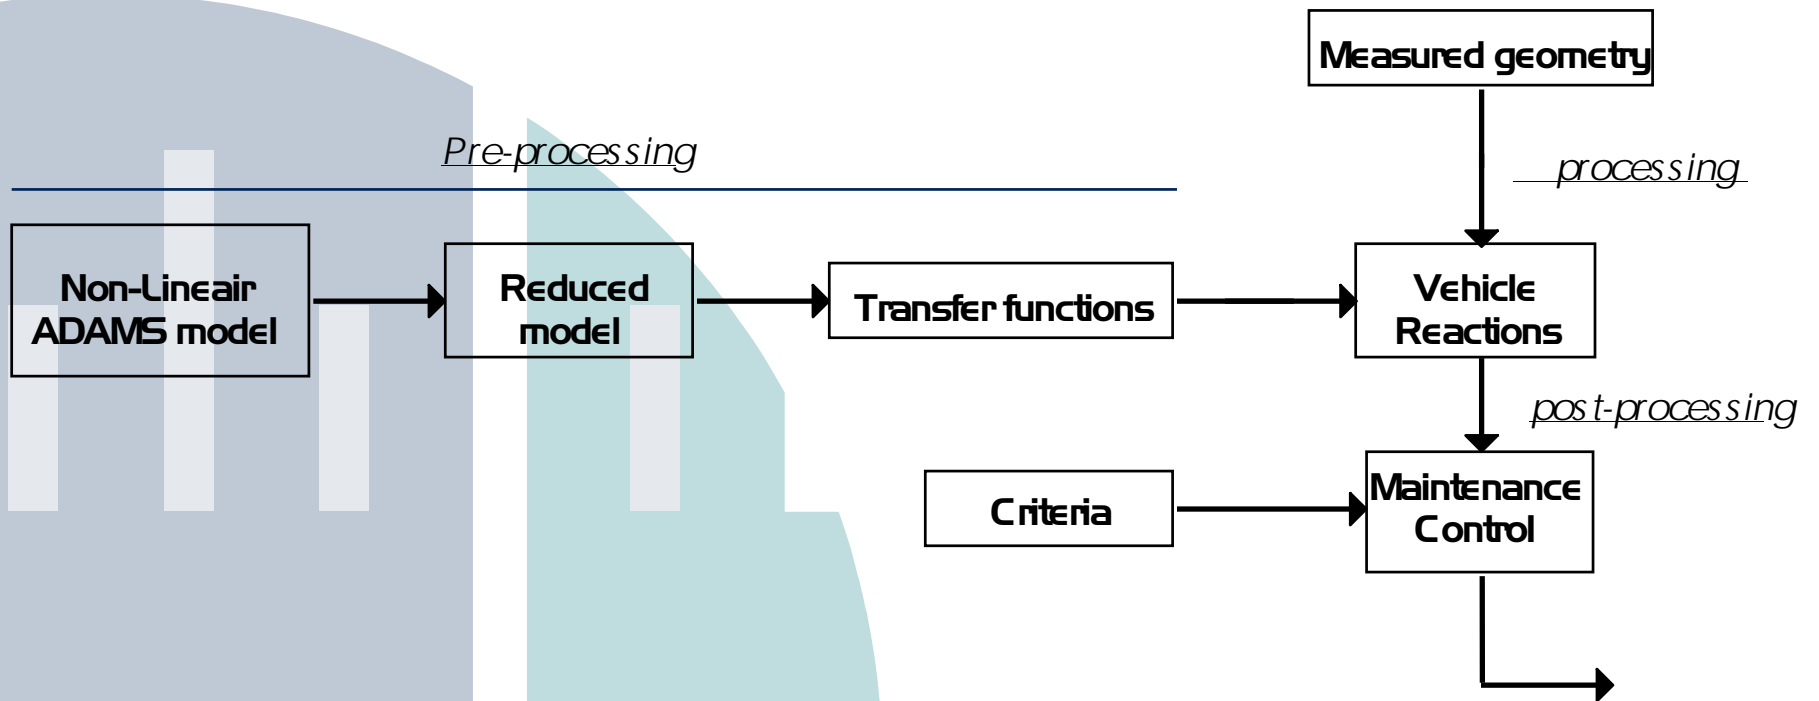 Measured geometry
Pre-processing
processing
Non-Lineair
ADAMS model
Reduced
model
Transfer functions
Vehicle
Reactions
post-processing
Criteria
Maintenance
Control